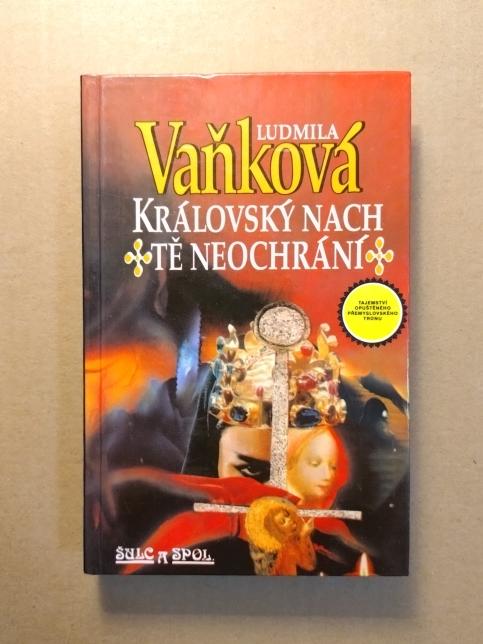 LUDMILA
Vaňková
KRÁLOVSKÝ NACH
TĚ NEOCHRÁNÍ
TAJEMSTVÍ
OPUŠTĚNÉHO
PŘEMYSLOVSKÉHO
TRŮNU
ŠULC A SPOL.